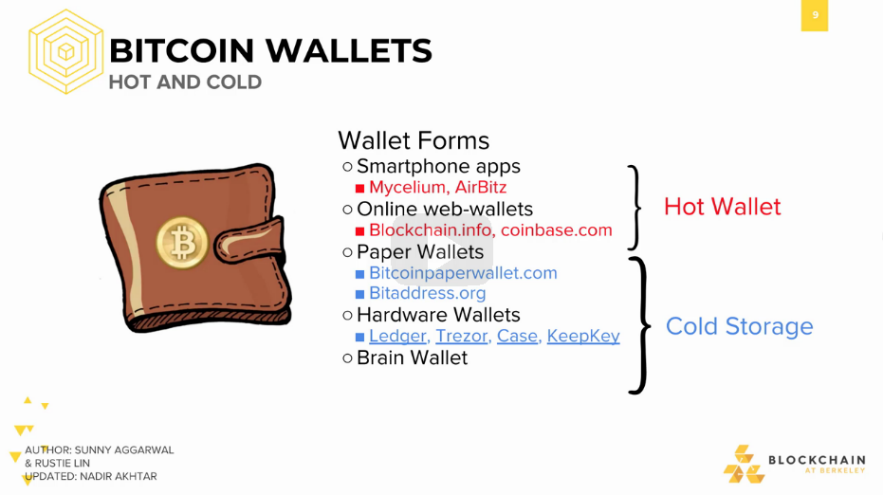 9
BITCOIN WALLETS
HOT AND COLD
Wallet Forms
Smartphone apps
Mycelium, AirBitz
Online web-wallets
Blockchain.info, coinbase.com
Paper Wallets
Bitcoinpaperwallet.com
Bitaddress.org
Hardware Wallets
Ledger, Trezor, Case, KeepKey
Brain Wallet
Hot Wallet
Cold Storage
AUTHOR: SUNNY AGGARWAL
& RUSTIE LIN
UPDATED: NADIR AKHTAR
BLOCKCHAIN
AT BERKELEY